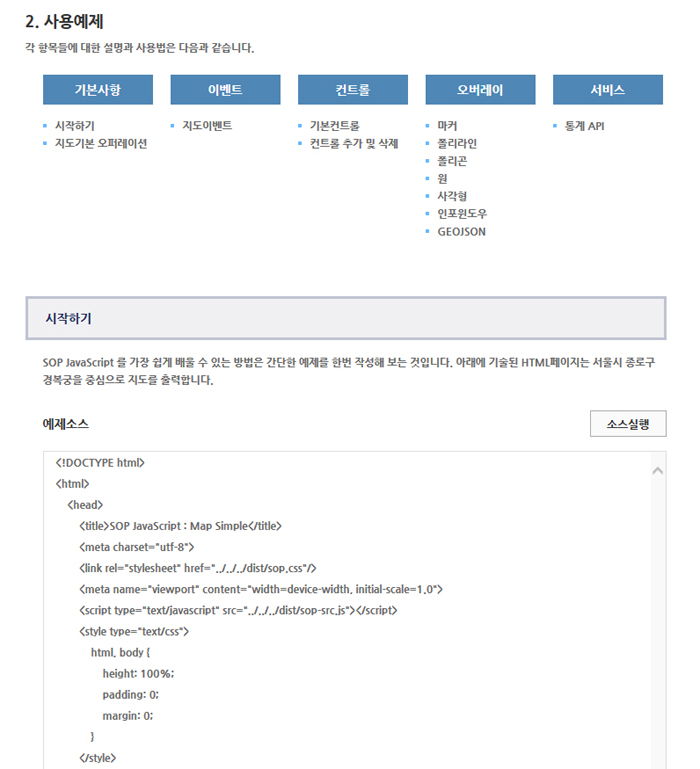 2. 사용예제
각 항목들에 대한 설명과 사용법은 다음과 같습니다.
기본사항
이벤트
컨트롤
오버레이
서비스
시작하기
지도기본 오퍼레이션
지도이벤트
기본컨트롤
컨트롤 추가 및 삭제
마커
폴리라인
폴리곤
원
사각형
인포윈도우
GEOJSON
통계 API
시작하기
SOP JavaScript 를 가장 쉽게 배울 수 있는 방법은 간단한 예제를 한번 작성해 보는 것입니다. 아래에 기술된 HTML페이지는 서울시 종로구
경복궁을 중심으로 지도를 출력합니다.
예제소스
소스실행
<!DOCTYPE html>
<html>
<head>
<title>SOP JavaScript : Map Simple</title>
<meta charset="utf-8">
<link rel="stylesheet" href="../../../dist/sop.css"/>
<meta name="viewport" content="width=device-width, initial-scale=1.0">
<script type="text/javascript" src="../../../dist/sop-src.js"></script>
<style type="text/css">
html, body {
height: 100%;
padding: 0;
margin: 0;
}
</style>